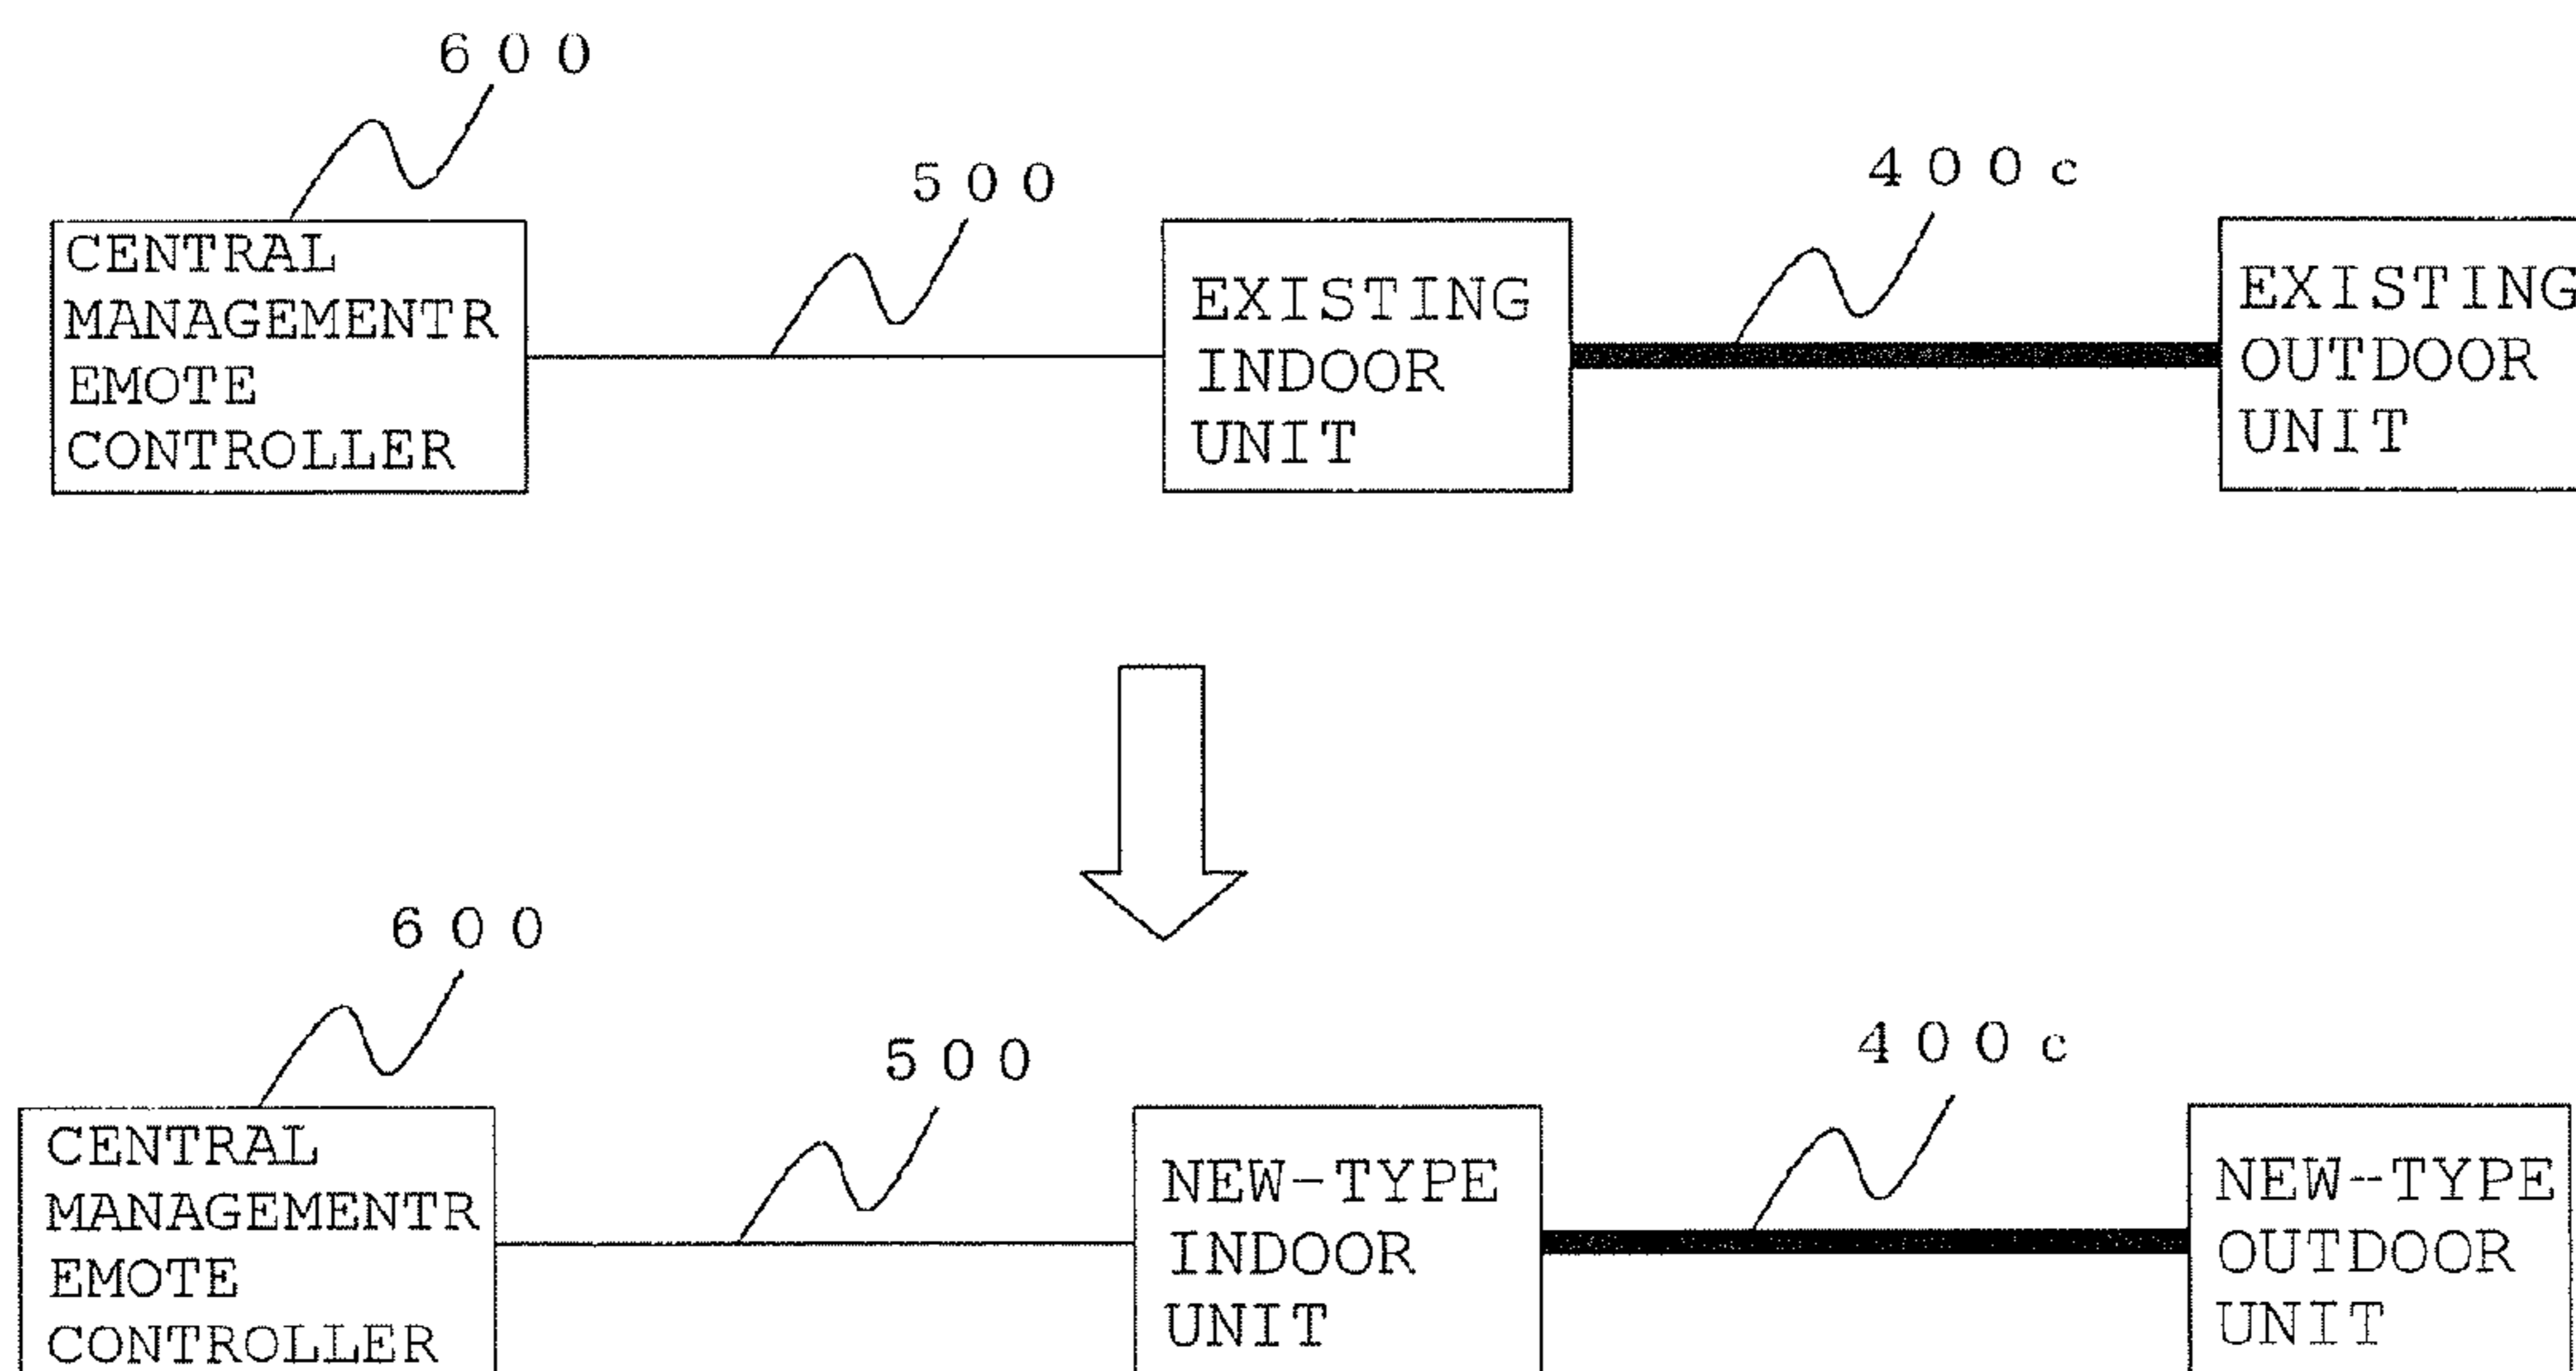 600
500
400c
CENTRAL
MANAGEMENTR
EMOTE
CONTROLLER
EXISTING
INDOOR
UNIT
EXISTING
OUTDOOR
UNIT
600
500
400c
CENTRAL
MANAGEMENTR
EMOTE
CONTROLLER
NEW-TYPE
INDOOR
UNIT
NEW--TYPE
OUTDOOR
UNIT